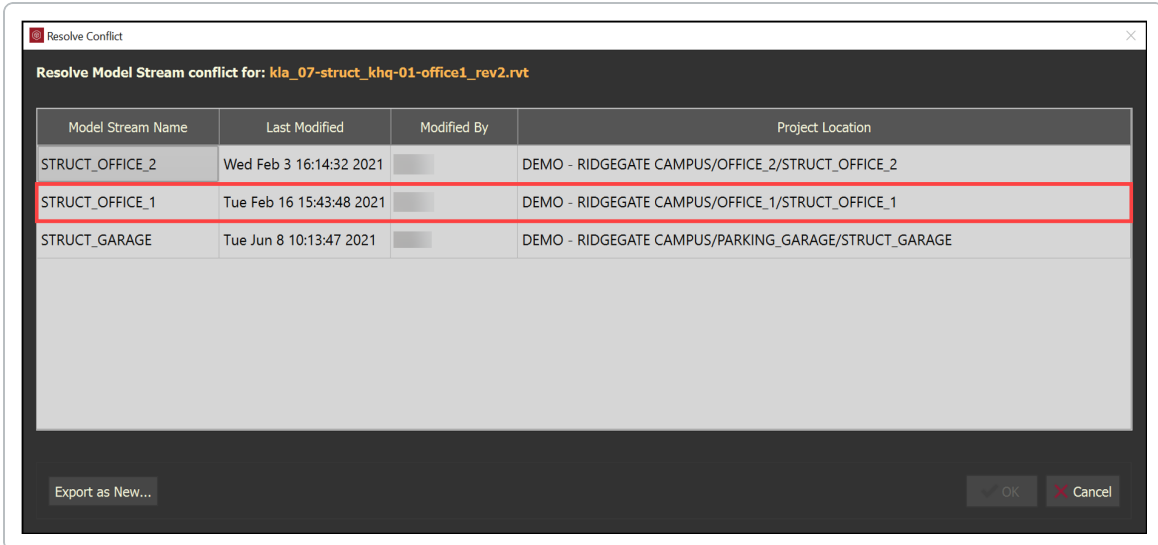 Resolve Conflict
Resolve Model Stream conflict for: kla_07-struct_khq-01-office1_rev2.rvt
Model Stream Name Last Modified Modified By Project Location
STRUCT_OFFICE_2 Wed Feb 3 16:14:32 2021 DEMO - RIDGEGATE CAMPUS/OFFICE_2/STRUCT_OFFICE_2
STRUCT_OFFICE_1 Tue Feb 16 15:43:48 2021 DEMO - RIDGEGATE CAMPUS/OFFICE_1/STRUCT_OFFICE_1
STRUCT_GARAGE Tue Jun 8 10:13:47 2021 DEMO - RIDGEGATE CAMPUS/PARKING_GARAGE/STRUCT_GARAGE
Export as New... OK Cancel